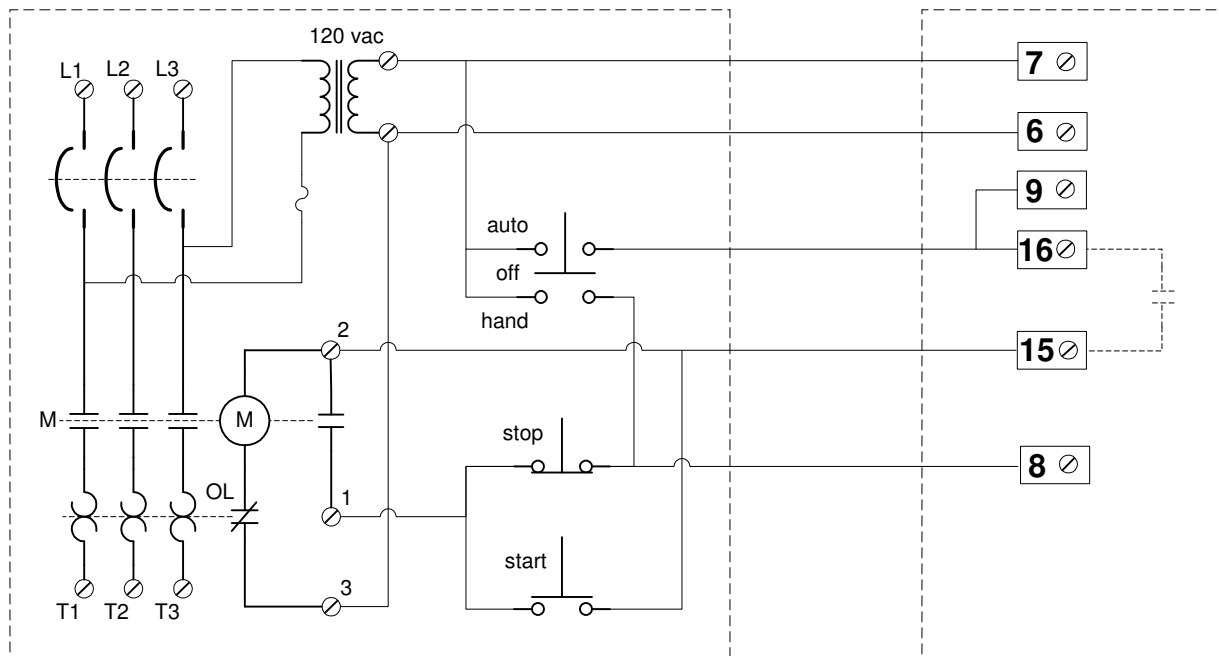 120 vac
L1 L2 L3
7
6
9
auto
16
off
hand
2
15
M M
stop
8
OL
1
start
3
T1 T2 T3